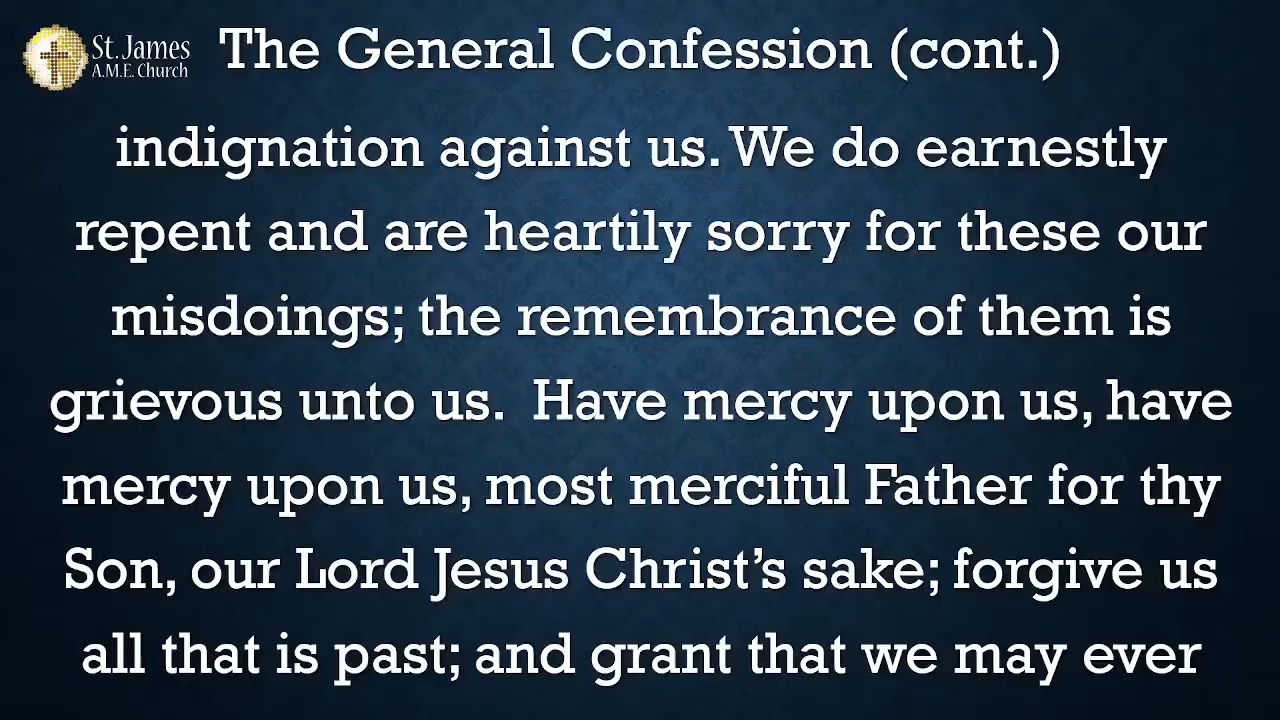 St. James
A.M.E. Church
The General Confession (cont.)
indignation against us. We do earnestly
repent and are heartily sorry for these our
misdoings; the remembrance of them is
grievous unto us.  Have mercy upon us, have
mercy upon us, most merciful Father for thy
Son, our Lord Jesus Christ’s sake; forgive us
all that is past; and grant that we may ever